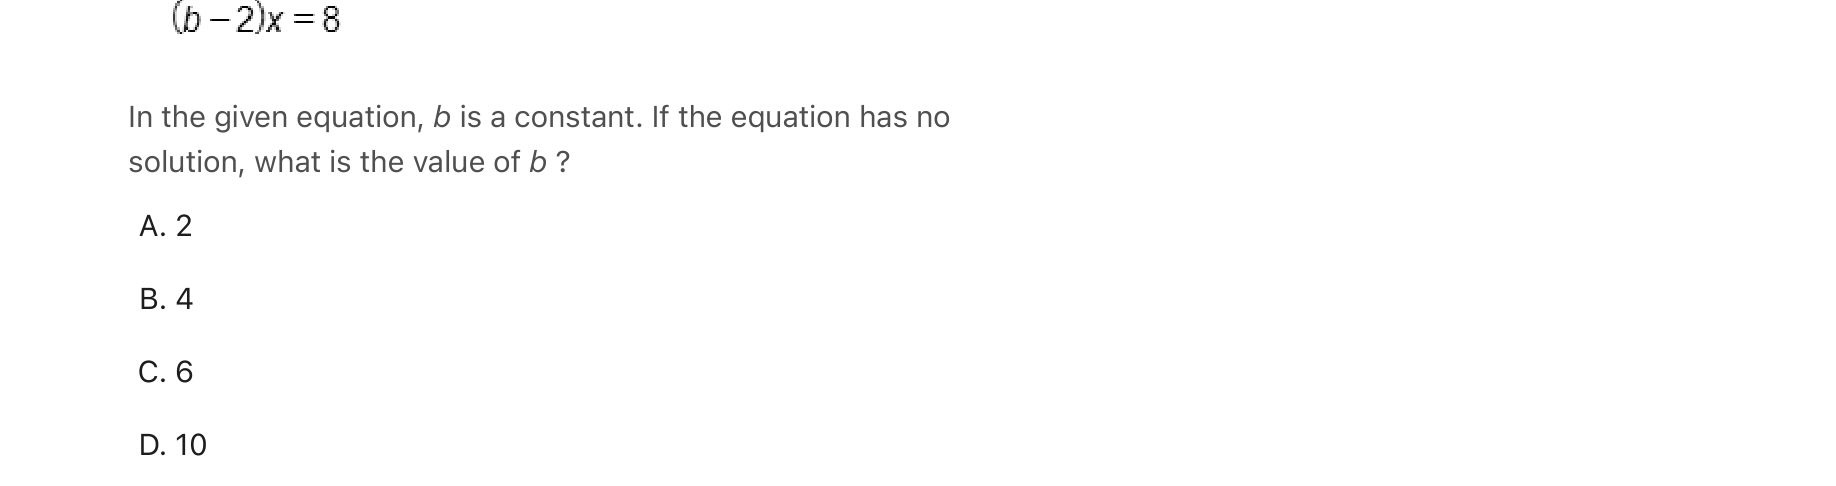 (b – 2)x = 8
In the given equation, b is a constant. If the equation has no
solution, what is the value of b ?
A. 2
B. 4
C. 6
D. 10